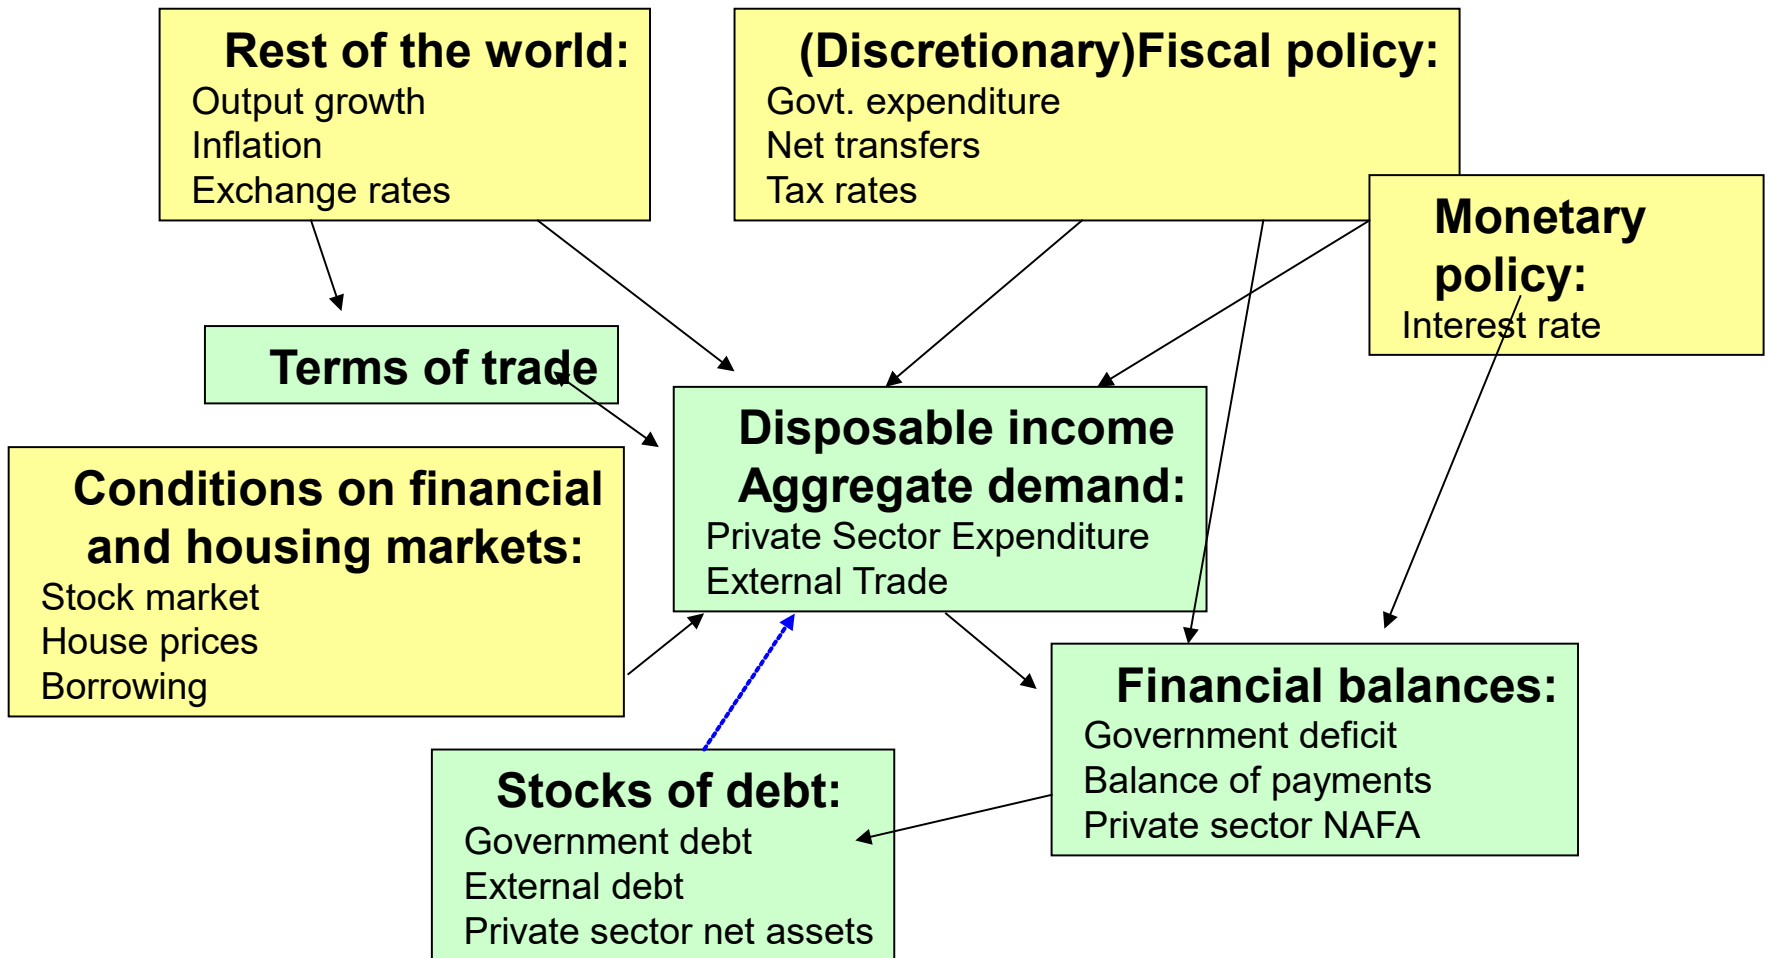 Rest of the world:
Output growth
Inflation
Exchange rates
(Discretionary)Fiscal policy:
Govt. expenditure
Net transfers
Tax rates
Monetary
policy:
Interest rate
Terms of trade
Disposable income
Aggregate demand:
Private Sector Expenditure
External Trade
Conditions on financial
and housing markets:
Stock market
House prices
Borrowing
Financial balances:
Government deficit
Balance of payments
Private sector NAFA
Stocks of debt:
Government debt
External debt
Private sector net assets